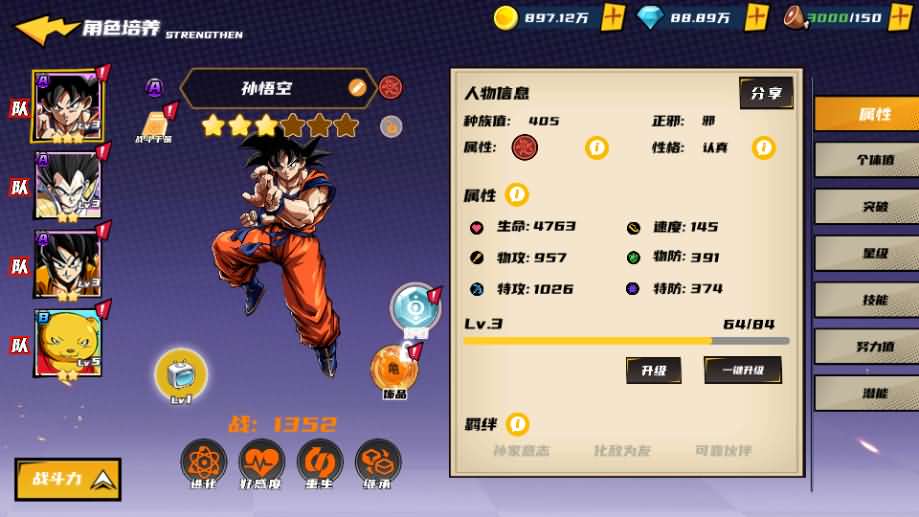 角色培养 STRENGTHEN
897.12万
88.89万
3000/150
队
A
Lv3
队
A
Lv3
队
A
Lv3
队
B
Lv5
A
孙悟空
Lv1
龟
饰品
战: 1352
进化
好感度
重生
继承
战斗力
人物信息
分享
种族值: 405
正邪: 邪
属性:
性格: 认真
属性
生命: 4763
速度: 145
物攻: 957
物防: 391
特攻: 1026
特防: 374
Lv.3
64/84
升级
一键升级
羁绊
孙家意志
化敌为友
可靠伙伴
属性
个体值
突破
星级
技能
努力值
潜能